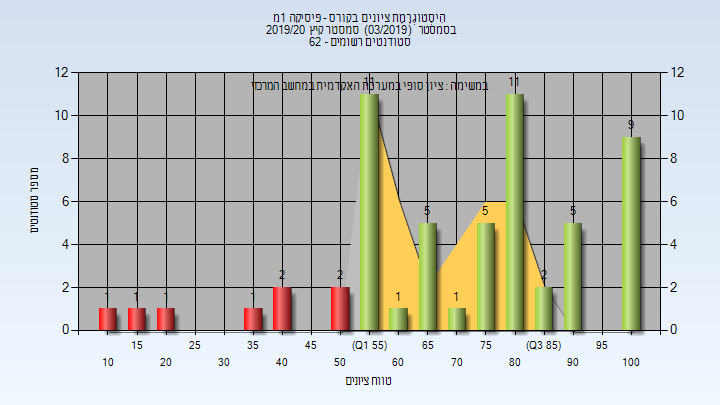 הִיסְטוֹגְרָמַת ציונים בקורס - פיסיקה 1מ
בסמסטר (03/2019) סמסטר קיץ 2019/20
סטודנטים רשומים - 62
במשימה : ציון סופי במערכת האקדמית במחשב המרכזי
מספר סטודנטים
12 10 8 6 4 2 0
12 10 8 6 4 2 0
1 1 1 1 2 2 11 1 5 1 5 11 2 5 9
15 25 35 45 (Q1 55) 65 75 (Q3 85) 95
10 20 30 40 50 60 70 80 90 100
טווח ציונים